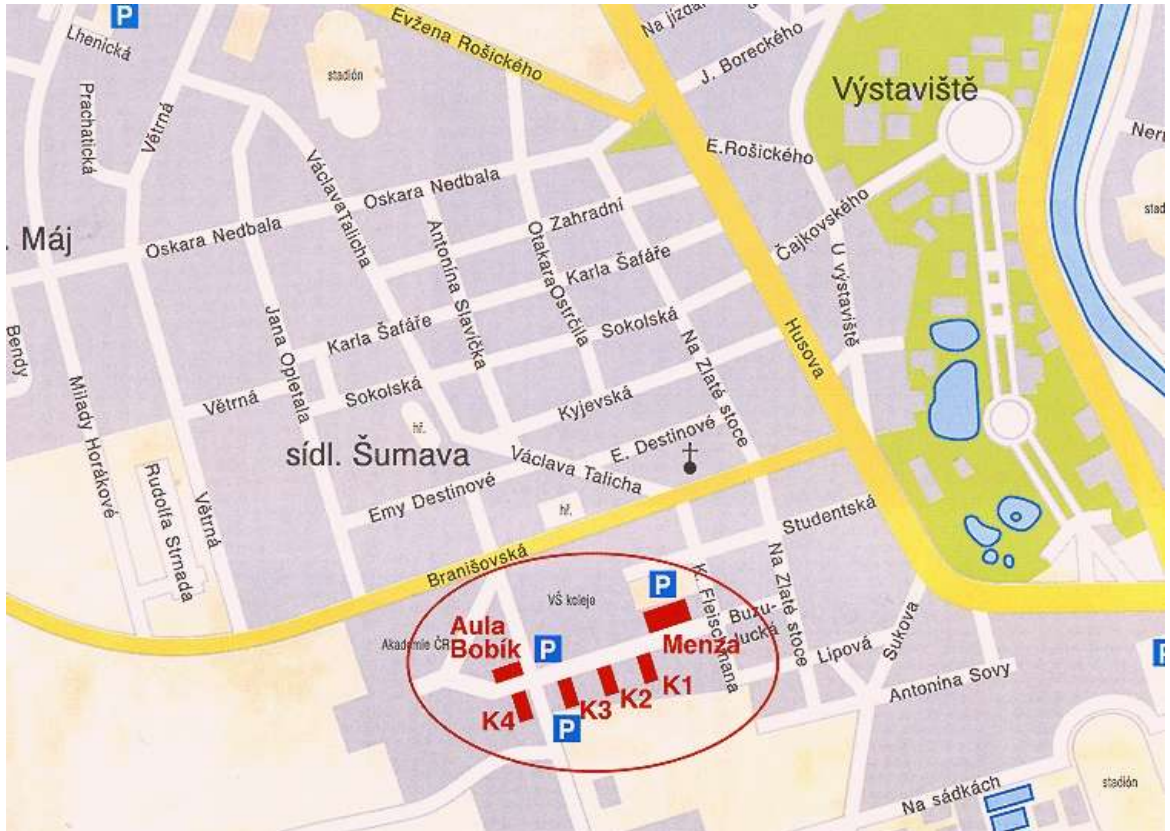 P
Lhenická
Evžena Rošického
Na jízdár
J. Boreckého
Výstaviště
stadión
Prachatická
Větrná
E.Rošického
Václava Talicha
Oskara Nedbala
Zahradní
Čajkovského
Oskara Nedbala
. Máj
Antonína Slavíčka
Otakara Ostrčila
Karla Šafáře
U výstaviště
Bendy
Jana Opletala
Karla Šafáře
Sokolská
Na Zlaté stoce
Husova
Milady Horákové
Větrná
Sokolská
Kyjevská
hř.
sídl. Šumava
Václava Talicha
E. Destinové
Rudolfa Strnada
Větrná
Emy Destinové
hř.
Studentská
Branišovská
Na Zlaté stoce
VŠ koleje
P
K. Fleischmana
Buzu-
lucká
Aula
Bobík
Akademie ČR
P
Menza
Lipová
Sukova
P
K1
K2
K3
K4
P
Antonína Sovy
Na sádkách
stadión